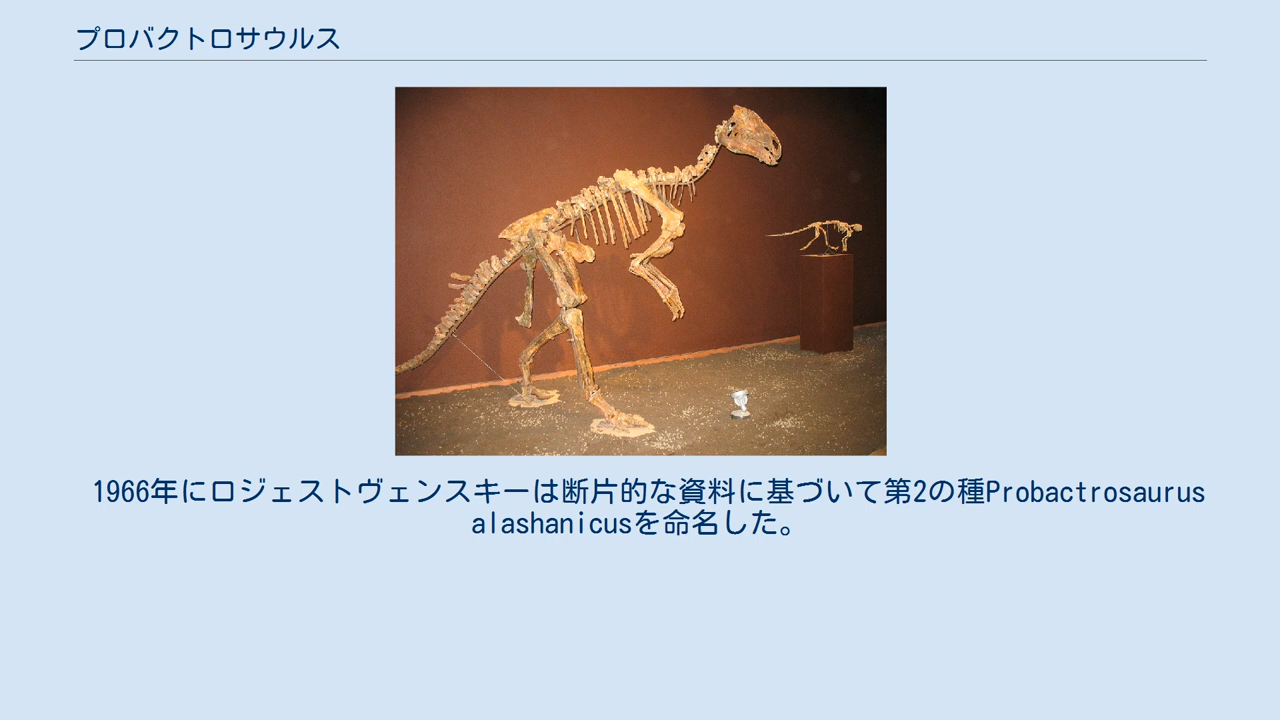 プロバクトロサウルス
1966年にロジェストヴェンスキーは断片的な資料に基づいて第2の種Probactrosaurus
alashanicusを命名した。